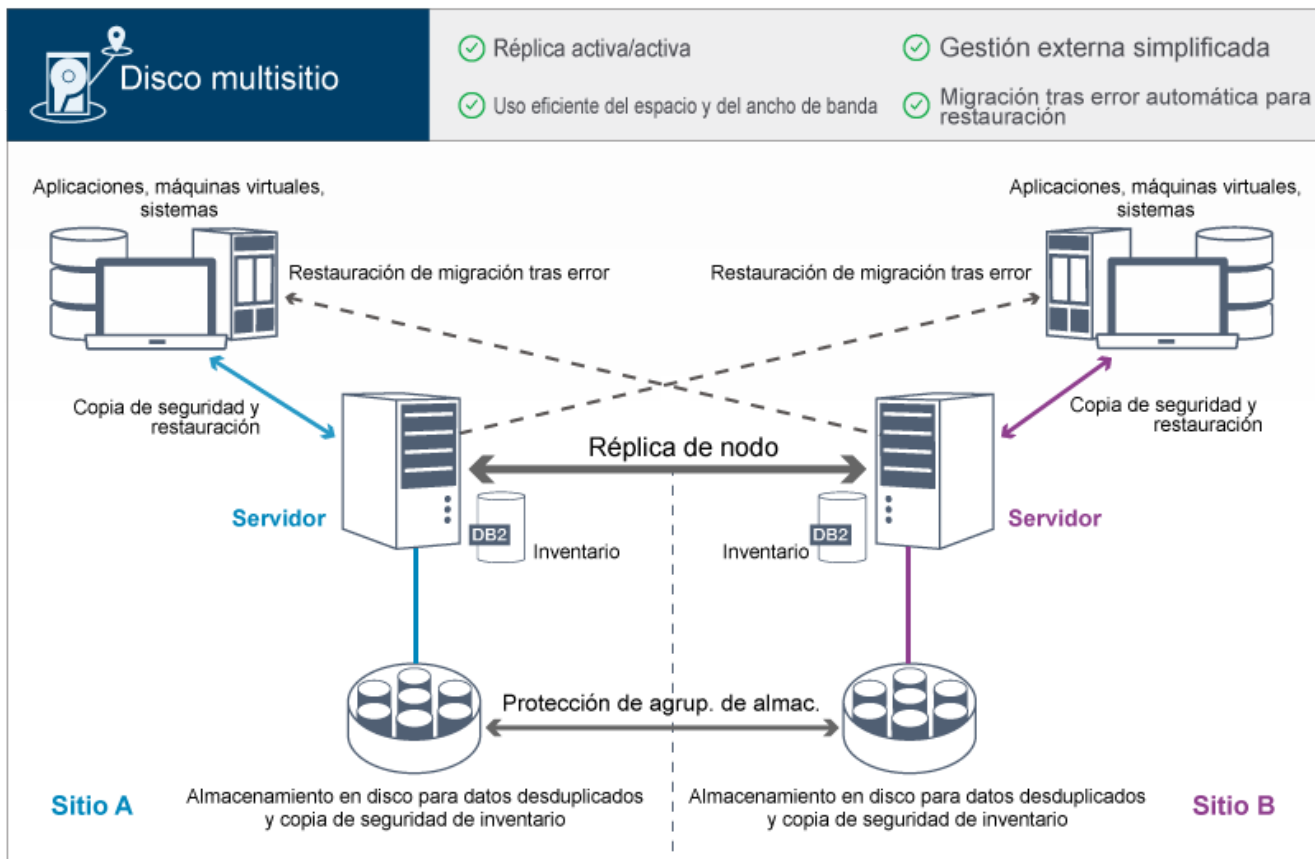 Disco multisitio
Réplica activa/activa
Gestión externa simplificada
Uso eficiente del espacio y del ancho de banda
Migración tras error automática para
restauración
Aplicaciones, máquinas virtuales,
sistemas
Aplicaciones, máquinas virtuales,
sistemas
Restauración de migración tras error
Restauración de migración tras error
Copia de seguridad y
restauración
Copia de seguridad y
restauración
Réplica de nodo
Servidor
Servidor
DB2
Inventario
DB2
Inventario
Protección de agrup. de almac.
Sitio A
Almacenamiento en disco para datos desduplicados
y copia de seguridad de inventario
Almacenamiento en disco para datos desduplicados
y copia de seguridad de inventario
Sitio B